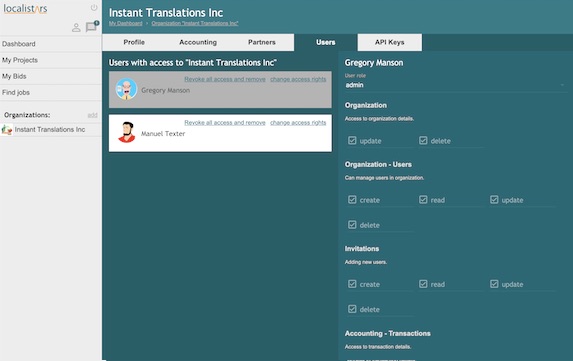 localistars
1
Dashboard
My Projects
My Bids
Find jobs
Organizations: add
Instant Translations Inc
Instant Translations Inc
My Dashboard › Organization "Instant Translations Inc"
Profile Accounting Partners Users API Keys
Users with access to "Instant Translations Inc"
Revoke all access and remove change access rights
Gregory Manson
Revoke all access and remove change access rights
Manuel Texter
Gregory Manson
User role
admin
Organization
Access to organization details.
update delete
Organization - Users
Can manage users in organization.
create read update
delete
Invitations
Adding new users.
create read update
delete
Accounting - Transactions
Access to transaction details.